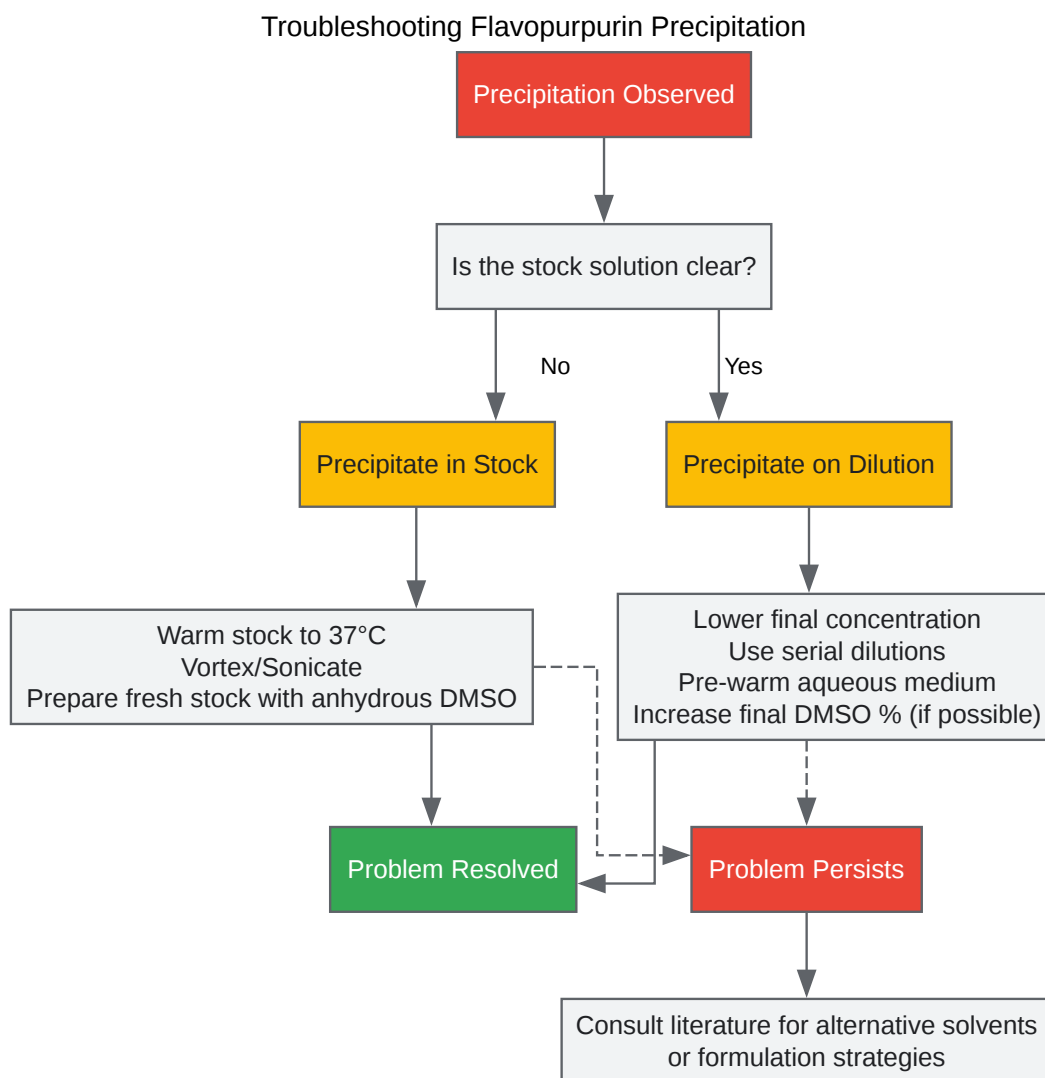 Troubleshooting Flavopurpurin Precipitation
Precipitation Observed
Is the stock solution clear?
No
Yes
Precipitate in Stock
Precipitate on Dilution
Warm stock to 37°C
Vortex/Sonicate
Prepare fresh stock with anhydrous DMSO
Lower final concentration
Use serial dilutions
Pre-warm aqueous medium
Increase final DMSO % (if possible)
Problem Resolved
Problem Persists
Consult literature for alternative solvents
or formulation strategies